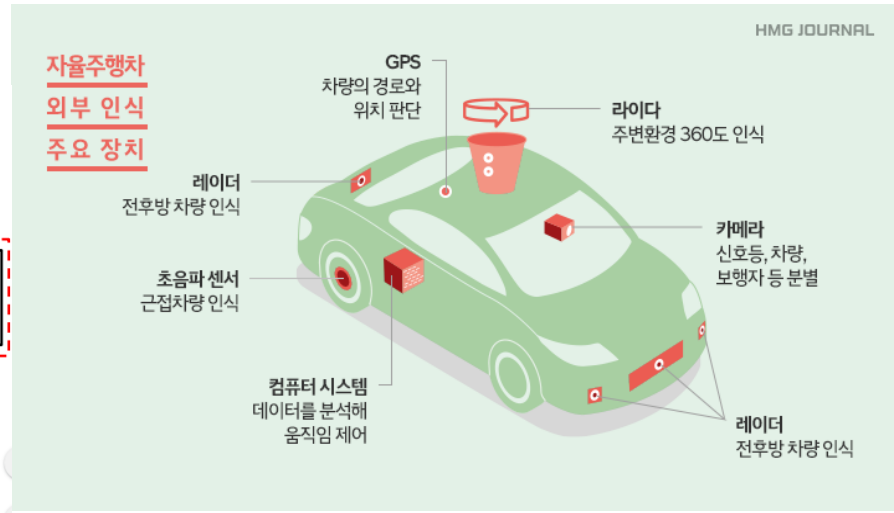 HMG JOURNAL
자율주행차
외부 인식
주요 장치
GPS
차량의 경로와
위치 판단
라이다
주변환경 360도 인식
레이더
전후방 차량 인식
카메라
신호등, 차량,
보행자 등 분별
초음파 센서
근접차량 인식
컴퓨터 시스템
데이터를 분석해
움직임 제어
레이더
전후방 차량 인식